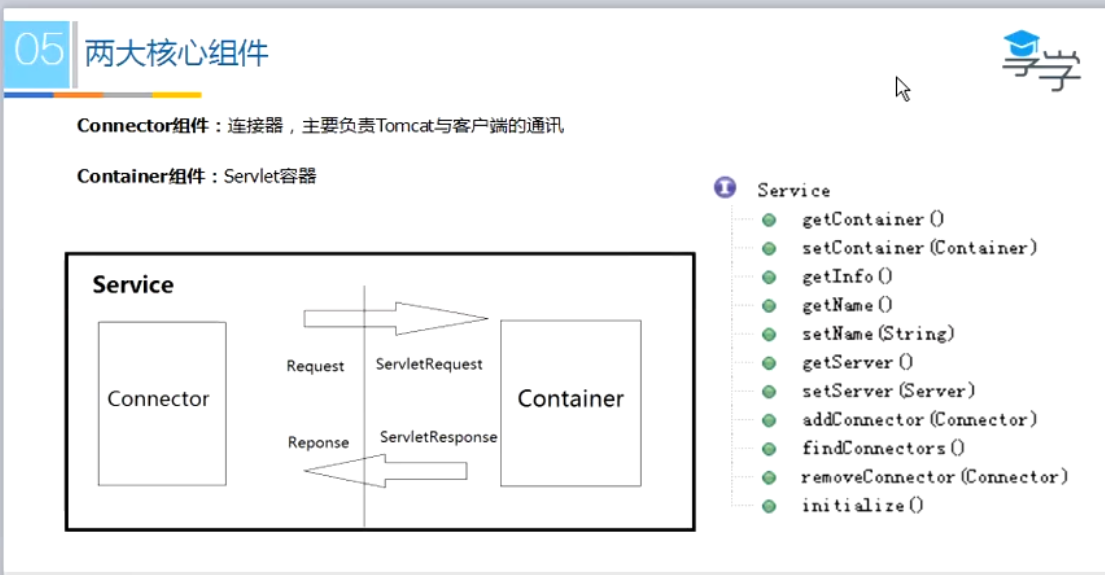 05 两大核心组件
享学
Connector组件：连接器，主要负责Tomcat与客户端的通讯
Container组件：Servlet容器
Service
Connector
Request
ServletRequest
Reponse
ServletResponse
Container
Service
getContainer()
setContainer(Container)
getInfo()
getName()
setName(String)
getServer()
setServer(Server)
addConnector(Connector)
findConnectors()
removeConnector(Connector)
initialize()